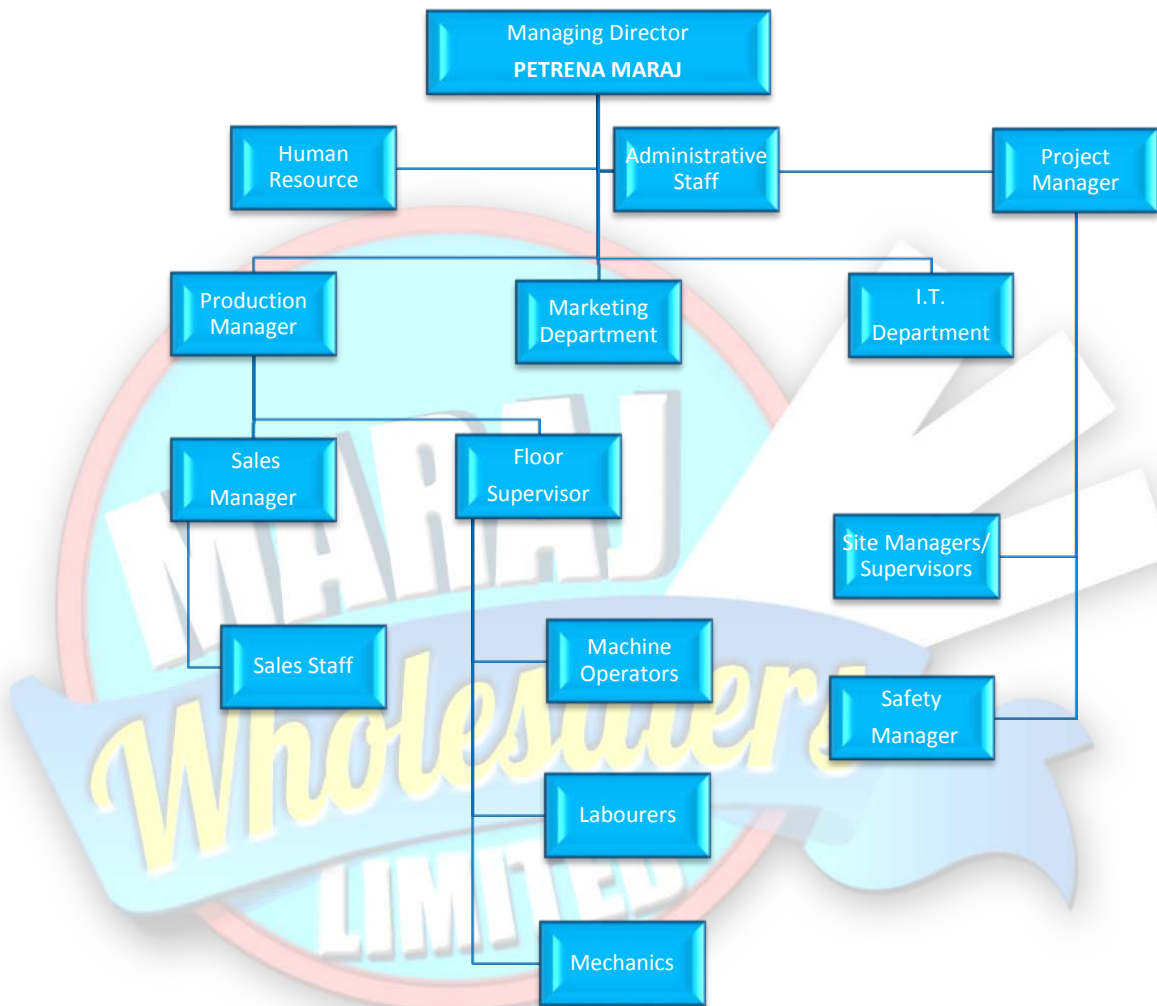 Managing Director
PETRENA MARAJ
Human
Resource
Administrative
Staff
Project
Manager
Production
Manager
Marketing
Department
I.T.
Department
Sales
Manager
Floor
Supervisor
Site Managers/
Supervisors
Sales Staff
Machine
Operators
Safety
Manager
Labourers
Mechanics
MARAJ
Wholesalers
LIMITED